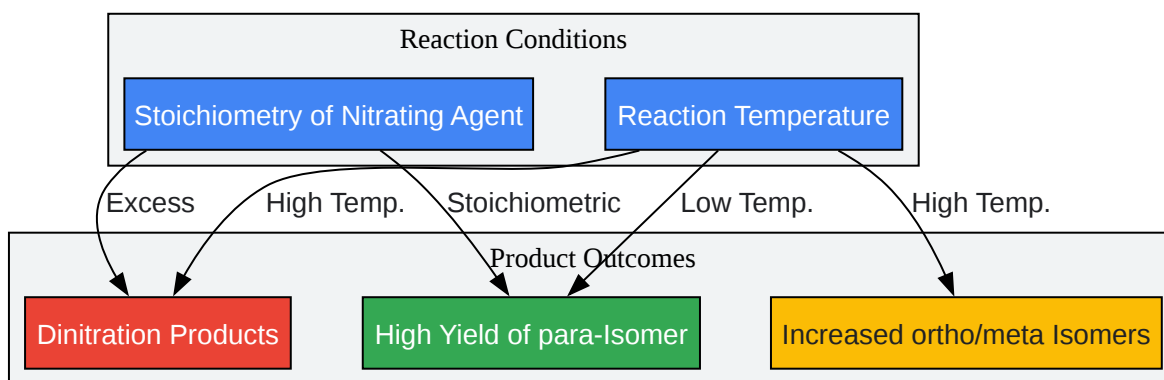 Reaction Conditions
Stoichiometry of Nitrating Agent
Reaction Temperature
Excess
High Temp.
Stoichiometric
Low Temp.
High Temp.
Product Outcomes
Dinitration Products
High Yield of para-Isomer
Increased ortho/meta Isomers